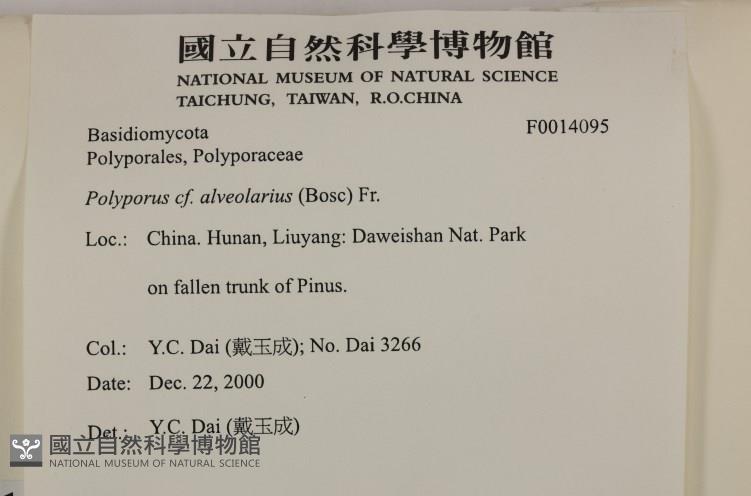 國立自然科學博物館
NATIONAL MUSEUM OF NATURAL SCIENCE
TAICHUNG, TAIWAN, R.O.CHINA
Basidiomycota F0014095
Polyporales, Polyporaceae
Polyporus cf. alveolarius (Bosc) Fr.
Loc.: China. Hunan, Liuyang: Daweishan Nat. Park
on fallen trunk of Pinus.
Col.: Y.C. Dai (戴玉成); No. Dai 3266
Date: Dec. 22, 2000
Det.: Y.C. Dai (戴玉成)
國立自然科學博物館
NATIONAL MUSEUM OF NATURAL SCIENCE